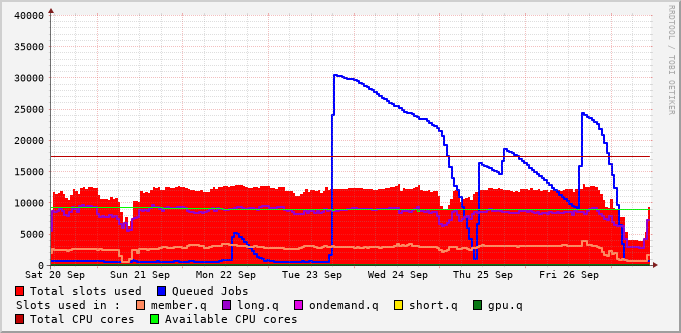 RRDTOOL / TOBI OETIKER
40000
35000
30000
25000
20000
15000
10000
5000
0
Sat 20 Sep Sun 21 Sep Mon 22 Sep Tue 23 Sep Wed 24 Sep Thu 25 Sep Fri 26 Sep
Total slots used Queued Jobs
Slots used in : member.q long.q ondemand.q short.q gpu.q
Total CPU cores Available CPU cores